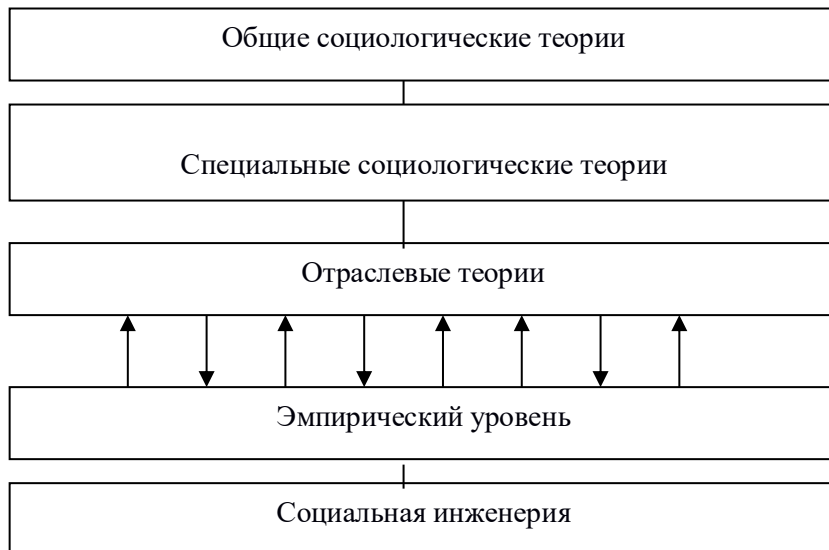 Общие социологические теории
Специальные социологические теории
Отраслевые теории
Эмпирический уровень
Социальная инженерия